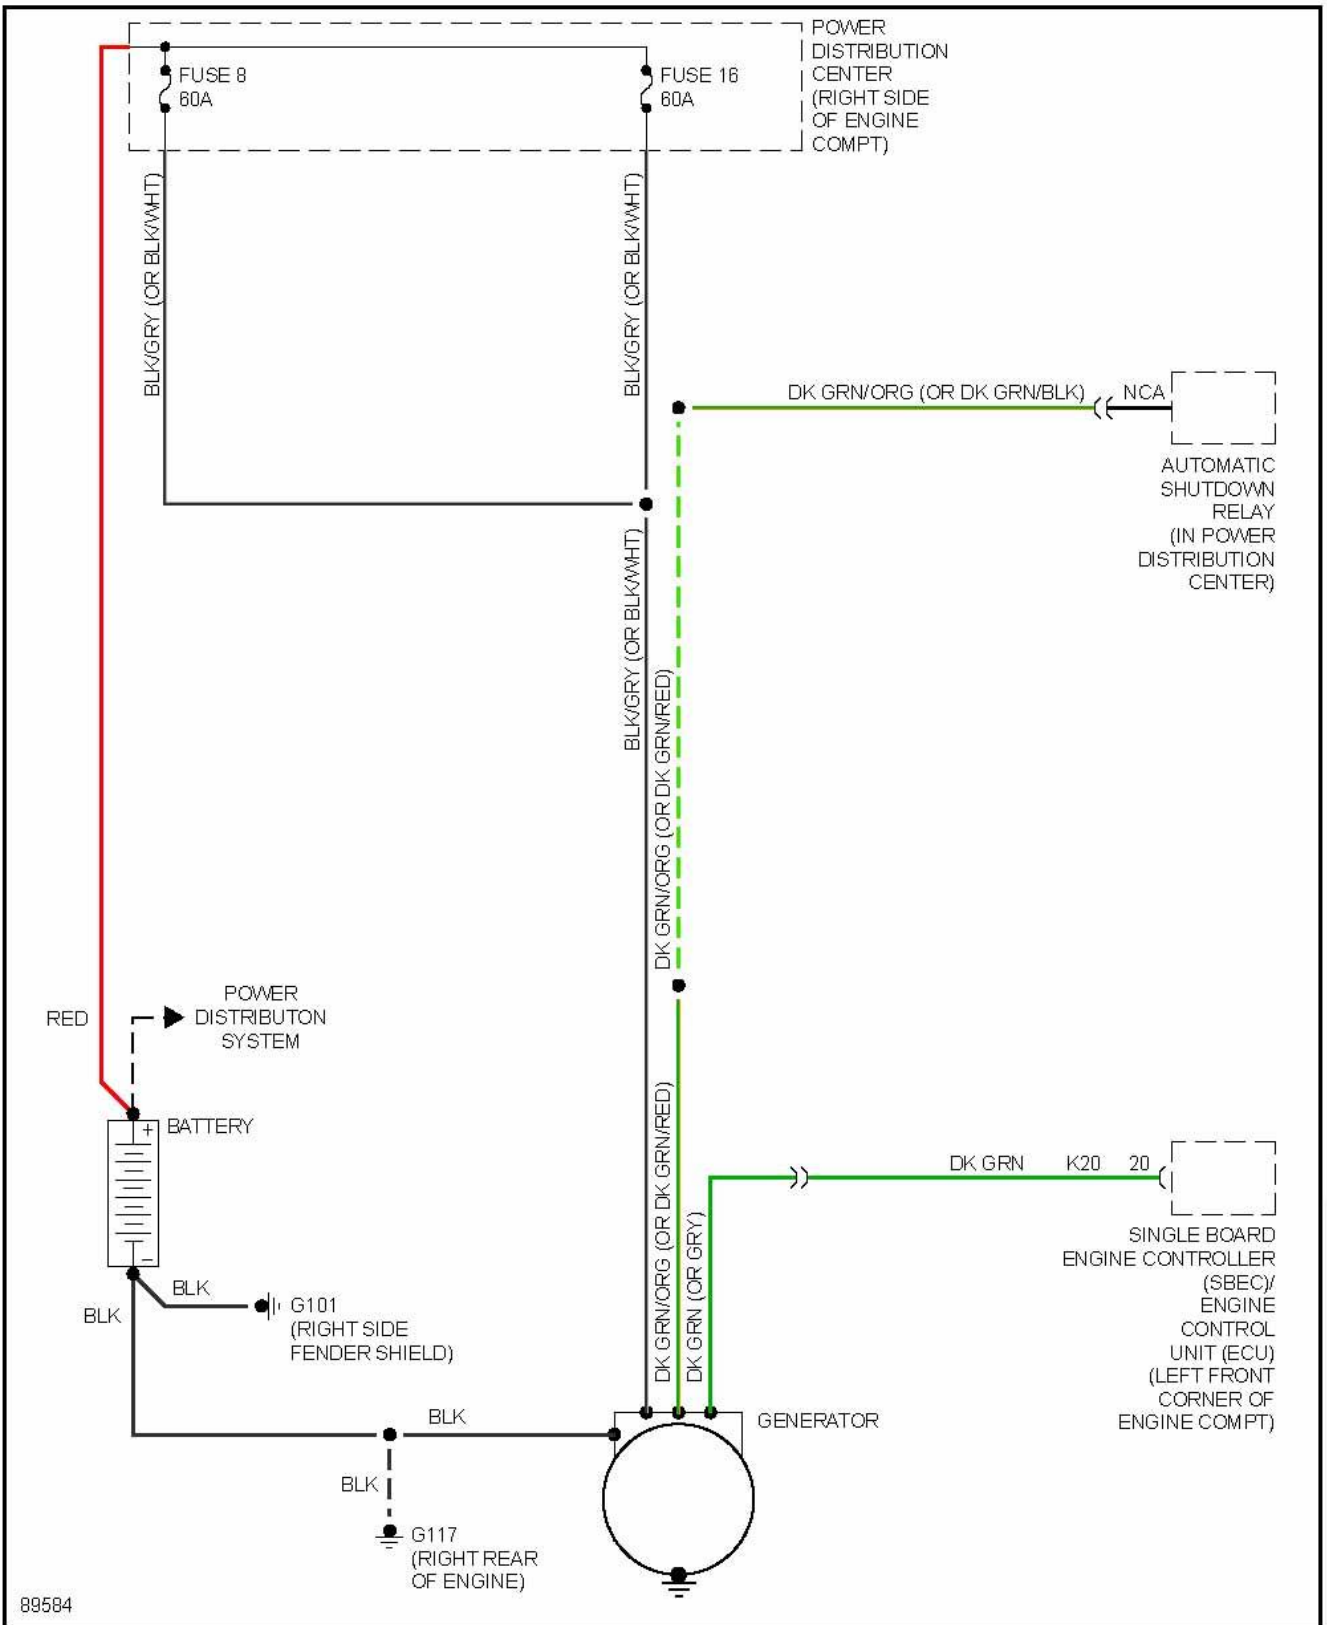 POWER
DISTRIBUTION
CENTER
(RIGHT SIDE
OF ENGINE
COMPT)
FUSE 8
60A
FUSE 16
60A
BLK/GRY (OR BLK/WHT)
BLK/GRY (OR BLK/WHT)
DK GRN/ORG (OR DK GRN/BLK)
NCA
AUTOMATIC
SHUTDOWN
RELAY
(IN POWER
DISTRIBUTION
CENTER)
BLK/GRY (OR BLK/WHT)
DK GRN/ORG (OR DK GRN/RED)
RED
POWER
DISTRIBUTON
SYSTEM
+
BATTERY
−
DK GRN/ORG (OR DK GRN/RED)
DK GRN (OR GRY)
DK GRN K20 20
SINGLE BOARD
ENGINE CONTROLLER
(SBEC)/
ENGINE
CONTROL
UNIT (ECU)
(LEFT FRONT
CORNER OF
ENGINE COMPT)
BLK
BLK
G101
(RIGHT SIDE
FENDER SHIELD)
BLK
GENERATOR
BLK
G117
(RIGHT REAR
OF ENGINE)
89584